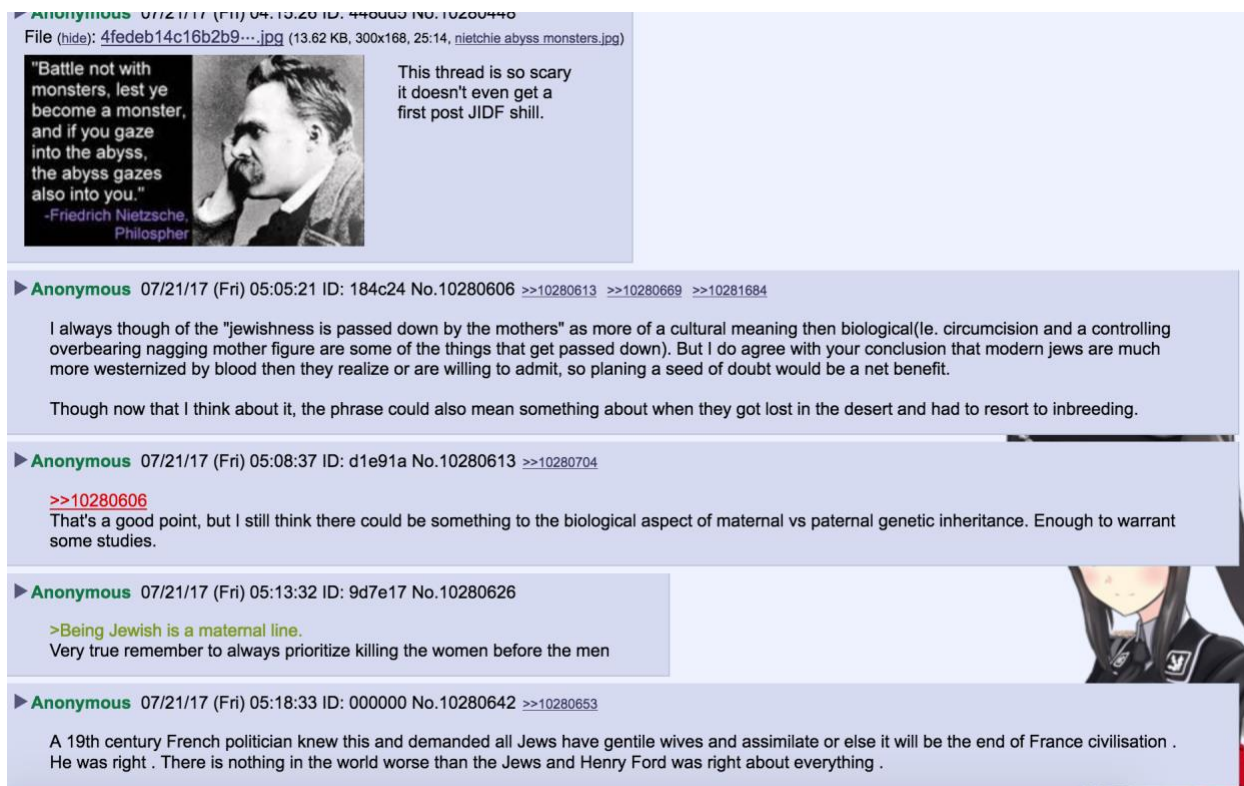 Anonymous 07/21/17 (Fri) 04:15:26 ID: 448dd5 No.10280448
File (hide): 4fedeb14c16b2b9⋯.jpg (13.62 KB, 300x168, 25:14, nietchie abyss monsters.jpg)
"Battle not with
monsters, lest ye
become a monster,
and if you gaze
into the abyss,
the abyss gazes
also into you."
-Friedrich Nietzsche,
Philospher
This thread is so scary
it doesn't even get a
first post JIDF shill.
Anonymous 07/21/17 (Fri) 05:05:21 ID: 184c24 No.10280606 >>10280613 >>10280669 >>10281684
I always though of the "jewishness is passed down by the mothers" as more of a cultural meaning then biological(Ie. circumcision and a controlling
overbearing nagging mother figure are some of the things that get passed down). But I do agree with your conclusion that modern jews are much
more westernized by blood then they realize or are willing to admit, so planing a seed of doubt would be a net benefit.
Though now that I think about it, the phrase could also mean something about when they got lost in the desert and had to resort to inbreeding.
Anonymous 07/21/17 (Fri) 05:08:37 ID: d1e91a No.10280613 >>10280704
>>10280606
That's a good point, but I still think there could be something to the biological aspect of maternal vs paternal genetic inheritance. Enough to warrant
some studies.
Anonymous 07/21/17 (Fri) 05:13:32 ID: 9d7e17 No.10280626
>Being Jewish is a maternal line.
Very true remember to always prioritize killing the women before the men
Anonymous 07/21/17 (Fri) 05:18:33 ID: 000000 No.10280642 >>10280653
A 19th century French politician knew this and demanded all Jews have gentile wives and assimilate or else it will be the end of France civilisation .
He was right . There is nothing in the world worse than the Jews and Henry Ford was right about everything .